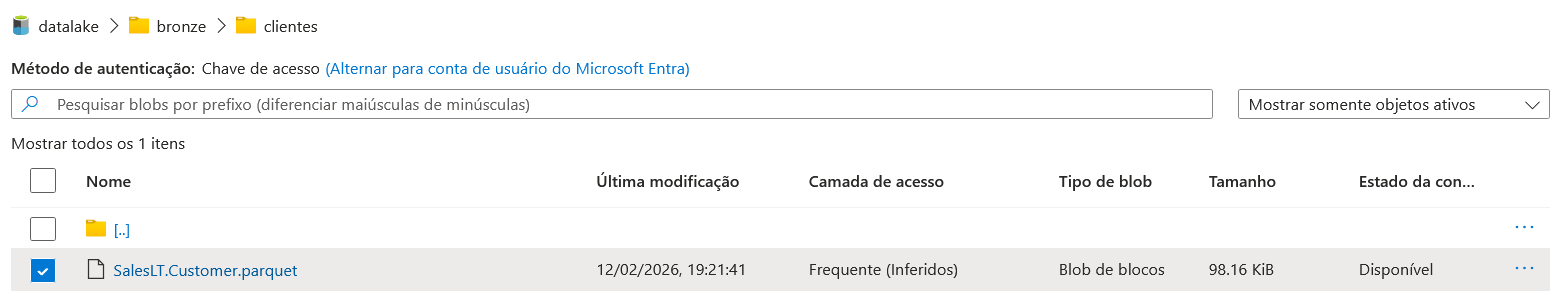 datalake > bronze > clientes
Método de autenticação: Chave de acesso (Alternar para conta de usuário do Microsoft Entra)
Pesquisar blobs por prefixo (diferenciar maiúsculas de minúsculas) Mostrar somente objetos ativos
Mostrar todos os 1 itens
Nome Última modificação Camada de acesso Tipo de blob Tamanho Estado da con...
[..] ...
SalesLT.Customer.parquet 12/02/2026, 19:21:41 Frequente (Inferidos) Blob de blocos 98.16 KiB Disponível ...